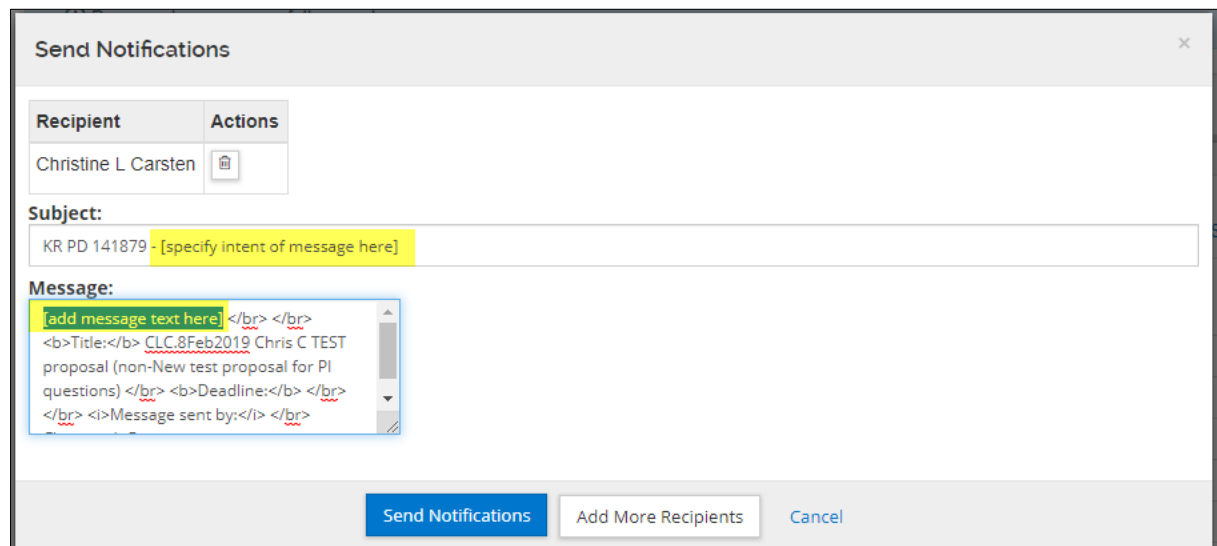 Send Notifications
×
Recipient Actions
Christine L Carsten
Subject:
KR PD 141879 - [specify intent of message here]
Message:
[add message text here] </br> </br>
<b>Title:</b> CLC.8Feb2019 Chris C TEST
proposal (non-New test proposal for PI
questions) </br> <b>Deadline:</b> </br>
</br> <i>Message sent by:</i> </br>
Send Notifications Add More Recipients Cancel